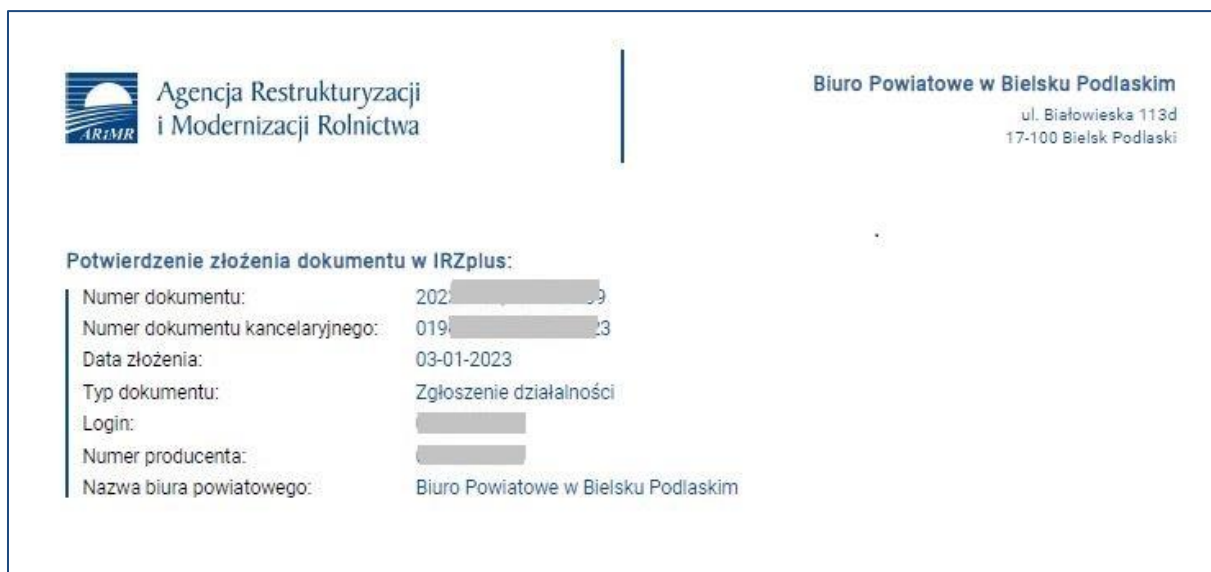 ARiMR
Agencja Restrukturyzacji
i Modernizacji Rolnictwa
Biuro Powiatowe w Bielsku Podlaskim
ul. Białowieska 113d
17-100 Bielsk Podlaski
Potwierdzenie złożenia dokumentu w IRZplus:
Numer dokumentu:
Numer dokumentu kancelaryjnego:
Data złożenia: 03-01-2023
Typ dokumentu: Zgłoszenie działalności
Login:
Numer producenta:
Nazwa biura powiatowego: Biuro Powiatowe w Bielsku Podlaskim